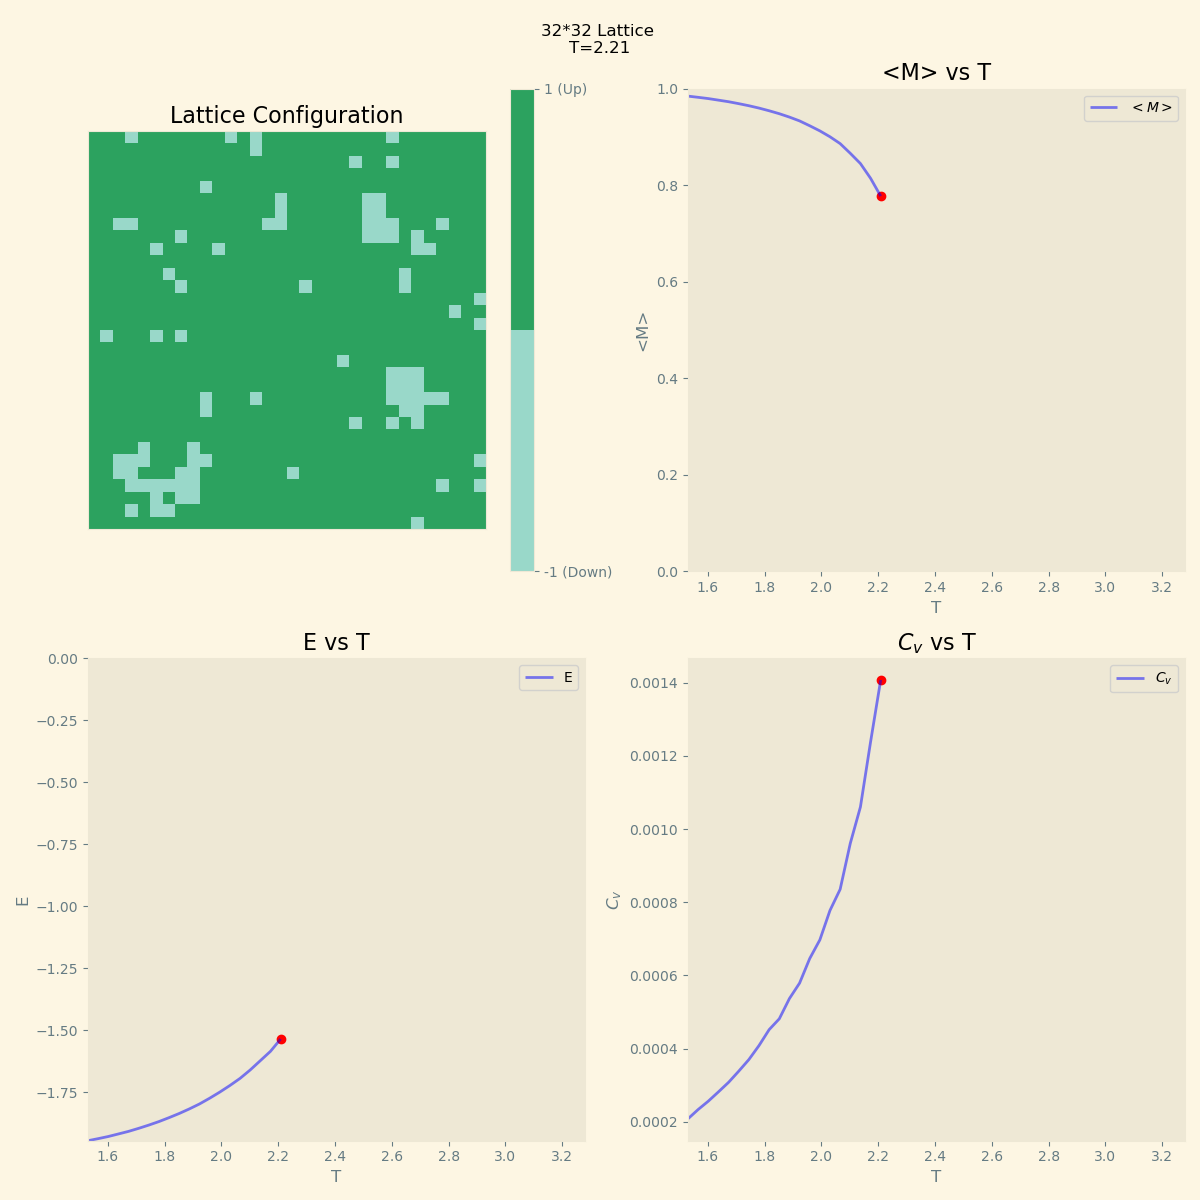 32*32 Lattice
T=2.21
Lattice Configuration
1 (Up)
-1 (Down)
<M> vs T
<M>
1.0
0.8
0.6
0.4
0.2
0.0
<M>
1.6 1.8 2.0 2.2 2.4 2.6 2.8 3.0 3.2
T
E vs T
E
0.00
−0.25
−0.50
−0.75
−1.00
−1.25
−1.50
−1.75
E
1.6 1.8 2.0 2.2 2.4 2.6 2.8 3.0 3.2
T
Cv vs T
Cv
0.0014
0.0012
0.0010
0.0008
0.0006
0.0004
0.0002
Cv
1.6 1.8 2.0 2.2 2.4 2.6 2.8 3.0 3.2
T